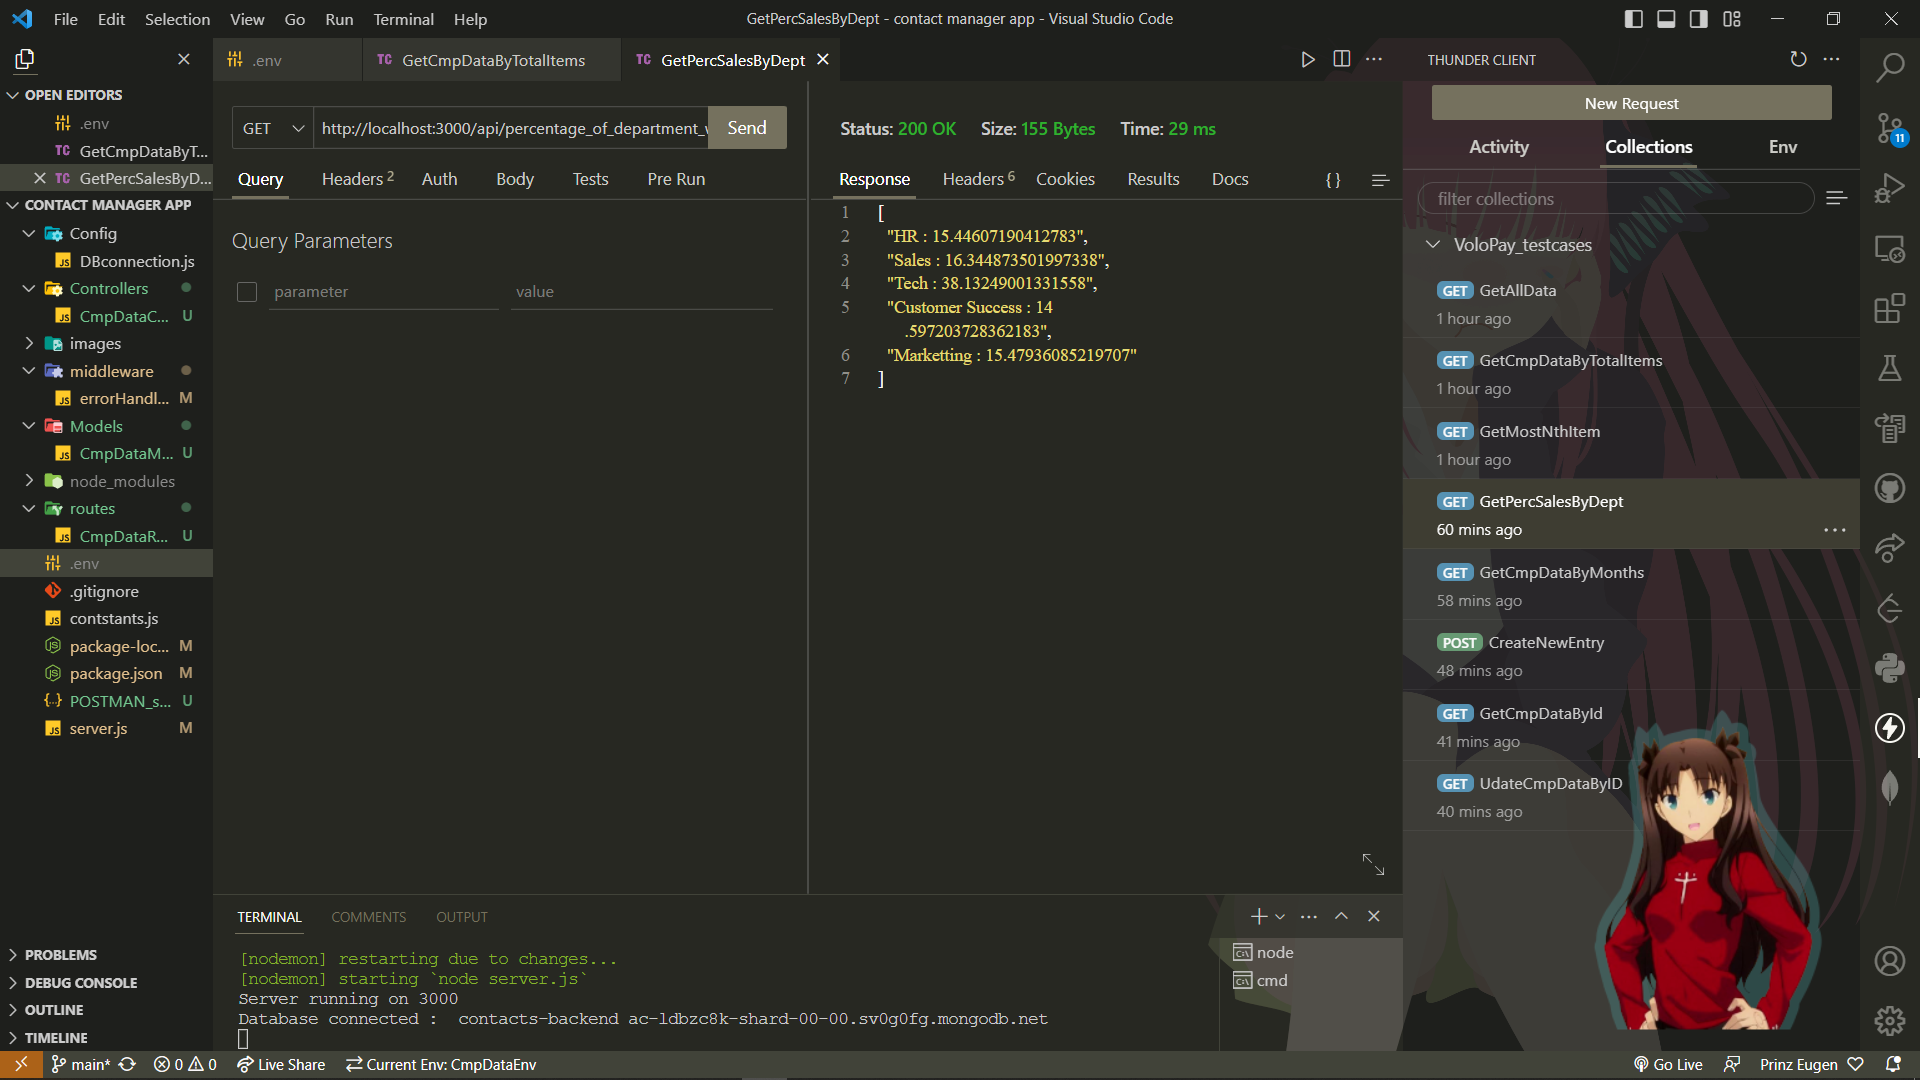 File Edit Selection View Go Run Terminal Help
GetPercSalesByDept - contact manager app - Visual Studio Code
OPEN EDITORS
.env
GetCmpDataByT...
GetPercSalesByD...
CONTACT MANAGER APP
Config
DBconnection.js
Controllers
CmpDataC... U
images
middleware
errorHandl... M
Models
CmpDataM... U
node_modules
routes
CmpDataR... U
.env
.gitignore
contstants.js
package-loc... M
package.json M
POSTMAN_s... U
server.js M
PROBLEMS
DEBUG CONSOLE
OUTLINE
TIMELINE
.env
TC GetCmpDataByTotalItems
TC GetPercSalesByDept
GET
http://localhost:3000/api/percentage_of_department_w
Send
Query Headers 2 Auth Body Tests Pre Run
Query Parameters
parameter value
Status: 200 OK Size: 155 Bytes Time: 29 ms
Response Headers 6 Cookies Results Docs { }
1 [
2 "HR : 15.44607190412783",
3 "Sales : 16.344873501997338",
4 "Tech : 38.13249001331558",
5 "Customer Success : 14
.597203728362183",
6 "Marketting : 15.47936085219707"
7 ]
TERMINAL COMMENTS OUTPUT
[nodemon] restarting due to changes...
[nodemon] starting `node server.js`
Server running on 3000
Database connected : contacts-backend ac-ldbzc8k-shard-00-00.sv0g0fg.mongodb.net
node
cmd
THUNDER CLIENT
New Request
Activity Collections Env
filter collections
VoloPay_testcases
GET GetAllData
1 hour ago
GET GetCmpDataByTotalItems
1 hour ago
GET GetMostNthItem
1 hour ago
GET GetPercSalesByDept
60 mins ago
GET GetCmpDataByMonths
58 mins ago
POST CreateNewEntry
48 mins ago
GET GetCmpDataById
41 mins ago
GET UdateCmpDataByID
40 mins ago
11
main* 0 0 Live Share Current Env: CmpDataEnv
Go Live Prinz Eugen